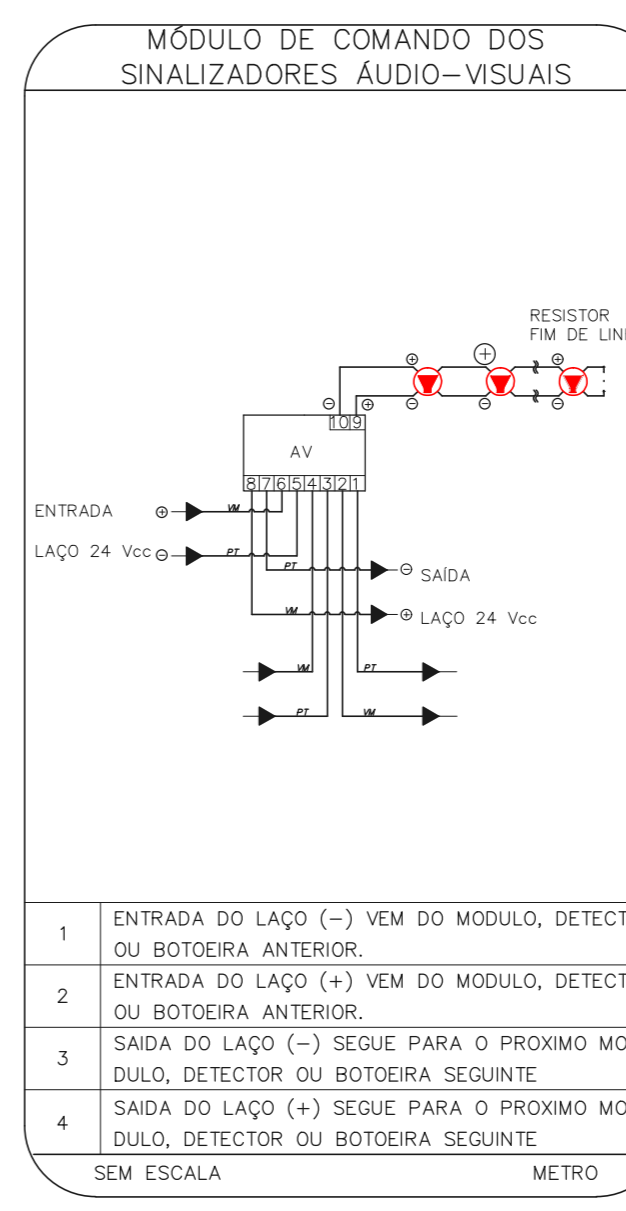 MÓDULO DE COMANDO DOS
SINALIZADORES ÁUDIO-VISUAIS
RESISTOR
FIM DE
10 9
AV
8 7 6 5 4 3 2 1
ENTRADA
VM
LAÇO 24 Vcc
PT
PT
SAÍDA
VM
LAÇO 24 Vcc
VM PT
PT VM
1 ENTRADA DO LAÇO (-) VEM DO MODULO,
OU BOTOEIRA ANTERIOR.
2 ENTRADA DO LAÇO (+) VEM DO MODULO,
OU BOTOEIRA ANTERIOR.
3 SAIDA DO LAÇO (-) SEGUE PARA O PROXIMO MO
DULO, DETECTOR OU BOTOEIRA SEGUINTE
4 SAIDA DO LAÇO (+) SEGUE PARA O PROXIMO MO
DULO, DETECTOR OU BOTOEIRA SEGUINTE
SEM ESCALA METRO